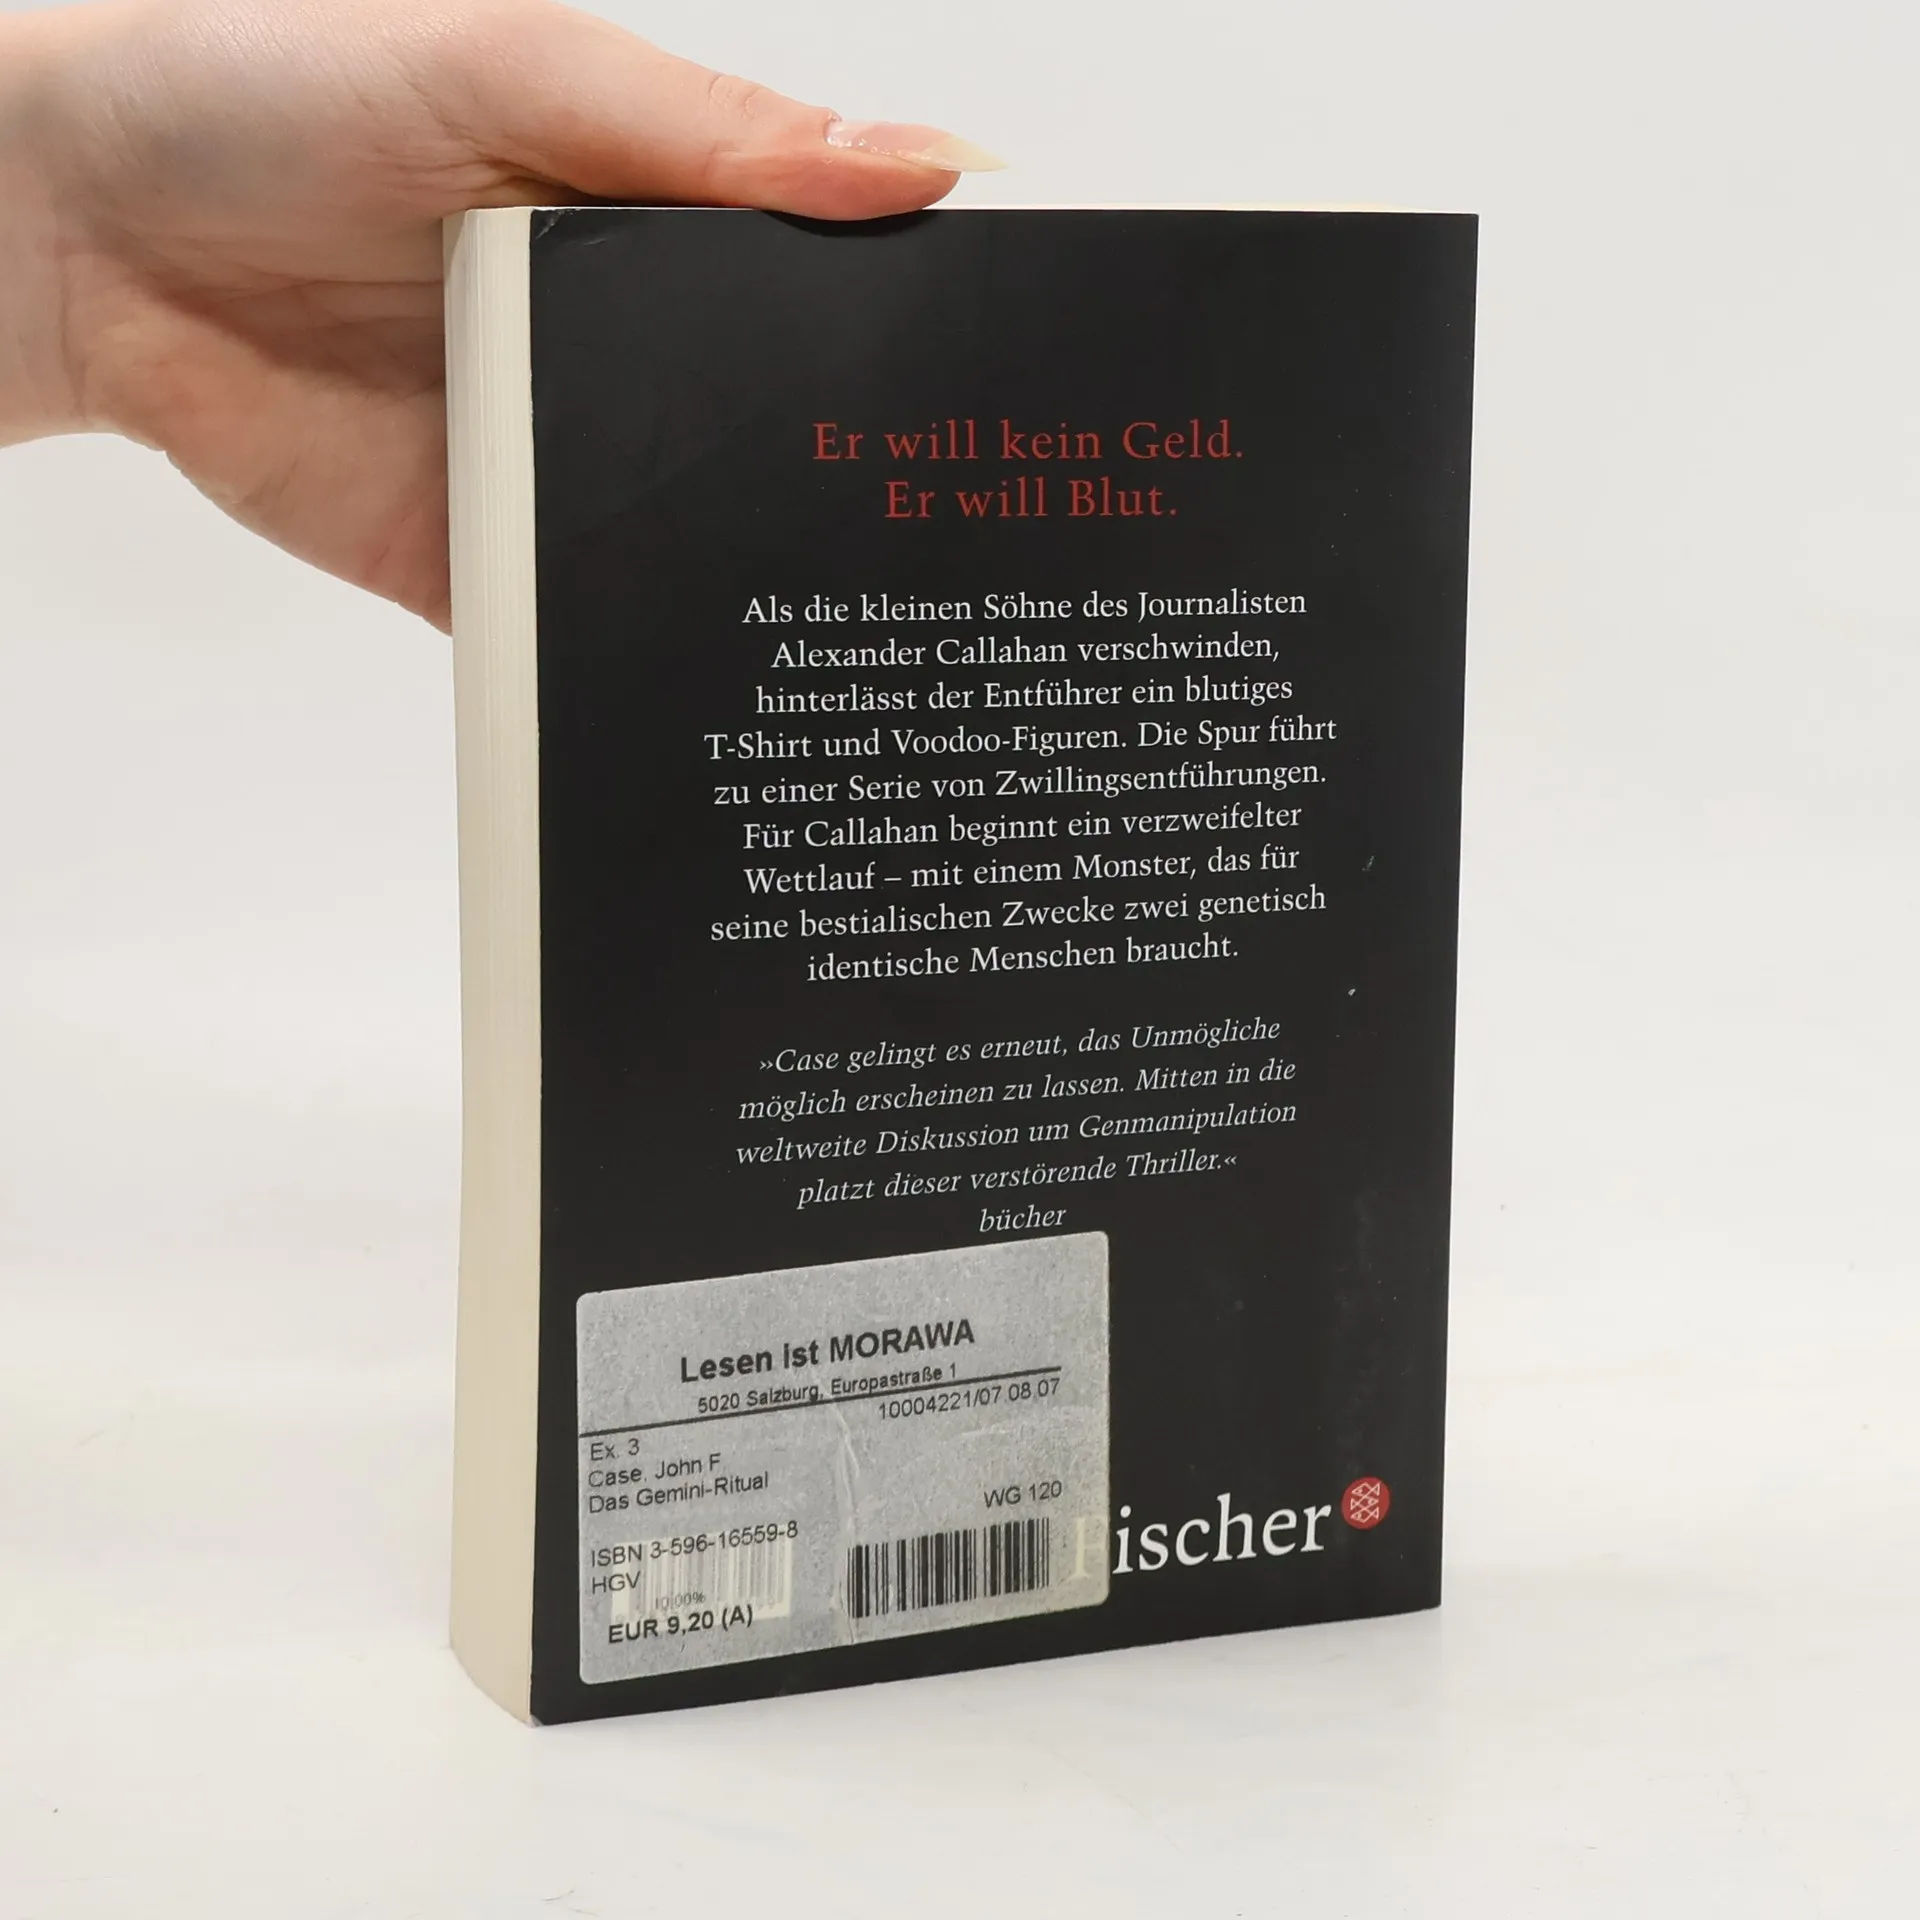 Er will kein Geld.
Er will Blut.
Als die kleinen Söhne des Journalisten
Alexander Callahan verschwinden,
hinterlässt der Entführer ein blutiges
T-Shirt und Voodoo-Figuren. Die Spur führt
zu einer Serie von Zwillingsentführungen.
Für Callahan beginnt ein verzweifelter
Wettlauf – mit einem Monster, das für
seine bestialischen Zwecke zwei genetisch
identische Menschen braucht.
»Case gelingt es erneut, das Unmögliche
möglich erscheinen zu lassen. Mitten in die
weltweite Diskussion um Genmanipulation
platzt dieser verstörende Thriller.«
bücher
Lesen ist MORAWA
5020 Salzburg, Europastraße 1
10004221/07.08.07
Ex. 3
Case, John F.
Das Gemini-Ritual
WG 120
ISBN 3-596-16559-8
HGV
10,00%
EUR 9,20 (A)
Fischer